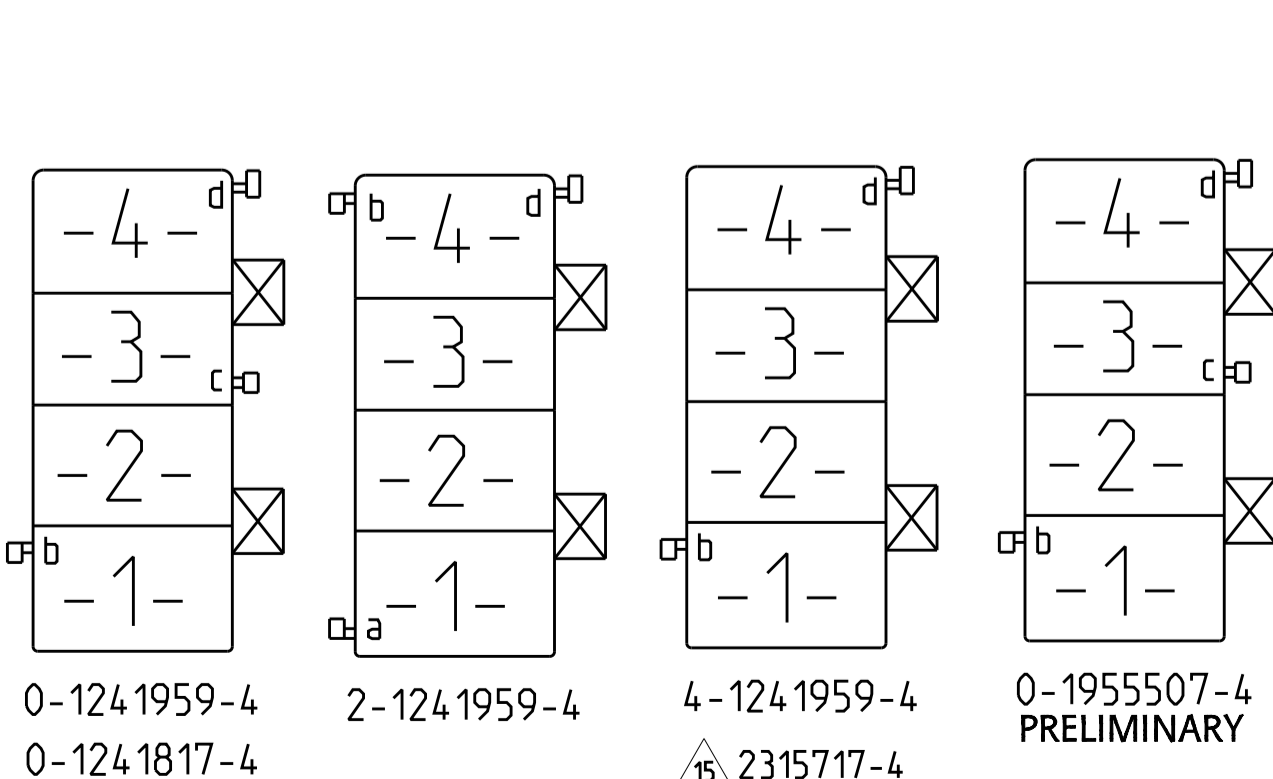 -4-
d
-3-
c
-2-
b
-1-
0-1241959-4
0-1241817-4
b
d
-4-
-3-
-2-
-1-
a
2-1241959-4
d
-4-
-3-
-2-
b
-1-
4-1241959-4
15 2315717-4
d
-4-
-3-
c
-2-
b
-1-
0-1955507-4
PRELIMINARY